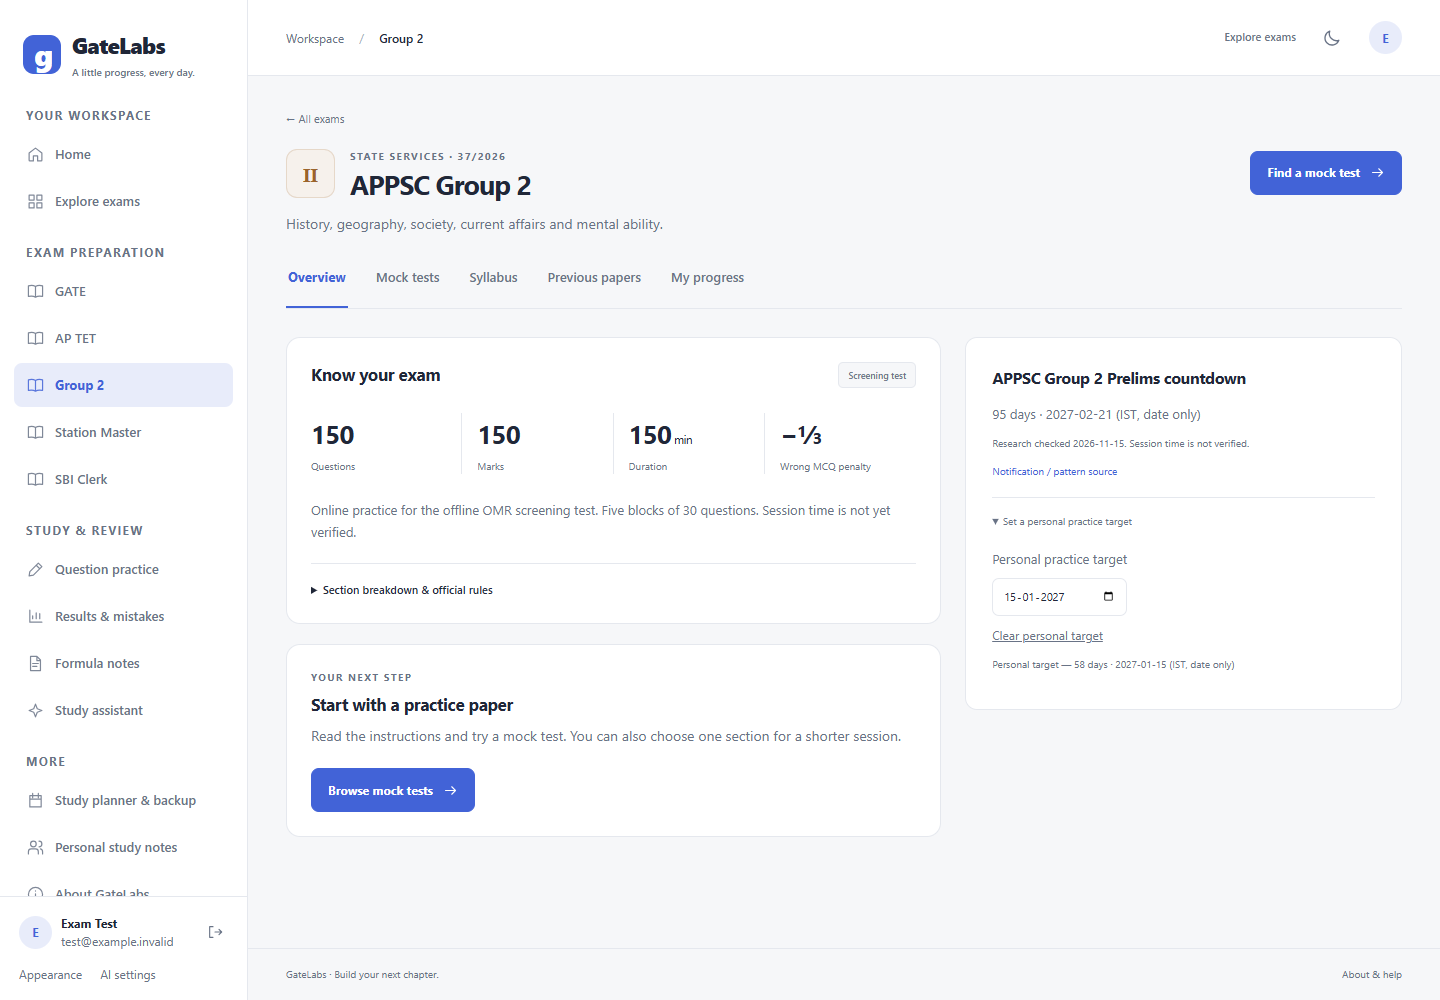 g
GateLabs
A little progress, every day.
YOUR WORKSPACE
Home
Explore exams
EXAM PREPARATION
GATE
AP TET
Group 2
Station Master
SBI Clerk
STUDY & REVIEW
Question practice
Results & mistakes
Formula notes
Study assistant
MORE
Study planner & backup
Personal study notes
About GateLabs
E
Exam Test
test@example.invalid
Appearance AI settings
Workspace / Group 2
Explore exams
E
← All exams
II
STATE SERVICES · 37/2026
APPSC Group 2
Find a mock test →
History, geography, society, current affairs and mental ability.
Overview Mock tests Syllabus Previous papers My progress
Know your exam
Screening test
150
Questions
150
Marks
150 min
Duration
−⅓
Wrong MCQ penalty
Online practice for the offline OMR screening test. Five blocks of 30 questions. Session time is not yet
verified.
▶ Section breakdown & official rules
YOUR NEXT STEP
Start with a practice paper
Read the instructions and try a mock test. You can also choose one section for a shorter session.
Browse mock tests →
APPSC Group 2 Prelims countdown
95 days · 2027-02-21 (IST, date only)
Research checked 2026-11-15. Session time is not verified.
Notification / pattern source
▼ Set a personal practice target
Personal practice target
15-01-2027
Clear personal target
Personal target — 58 days · 2027-01-15 (IST, date only)
GateLabs · Build your next chapter.
About & help